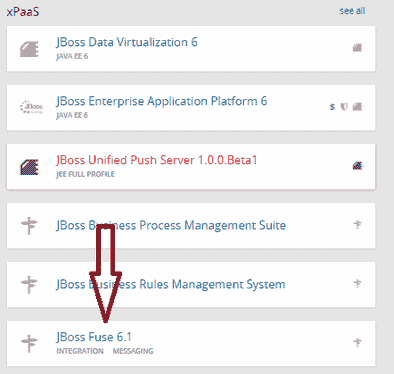 xPaaS
see all
JBoss Data Virtualization 6
JAVA EE 6
JBoss
JBoss Enterprise Application Platform 6
$
JAVA EE 6
JBoss Unified Push Server 1.0.0.Beta1
JEE FULL PROFILE
JBoss Business Process Management Suite
JBoss Business Rules Management System
JBoss Fuse 6.1
INTEGRATION MESSAGING